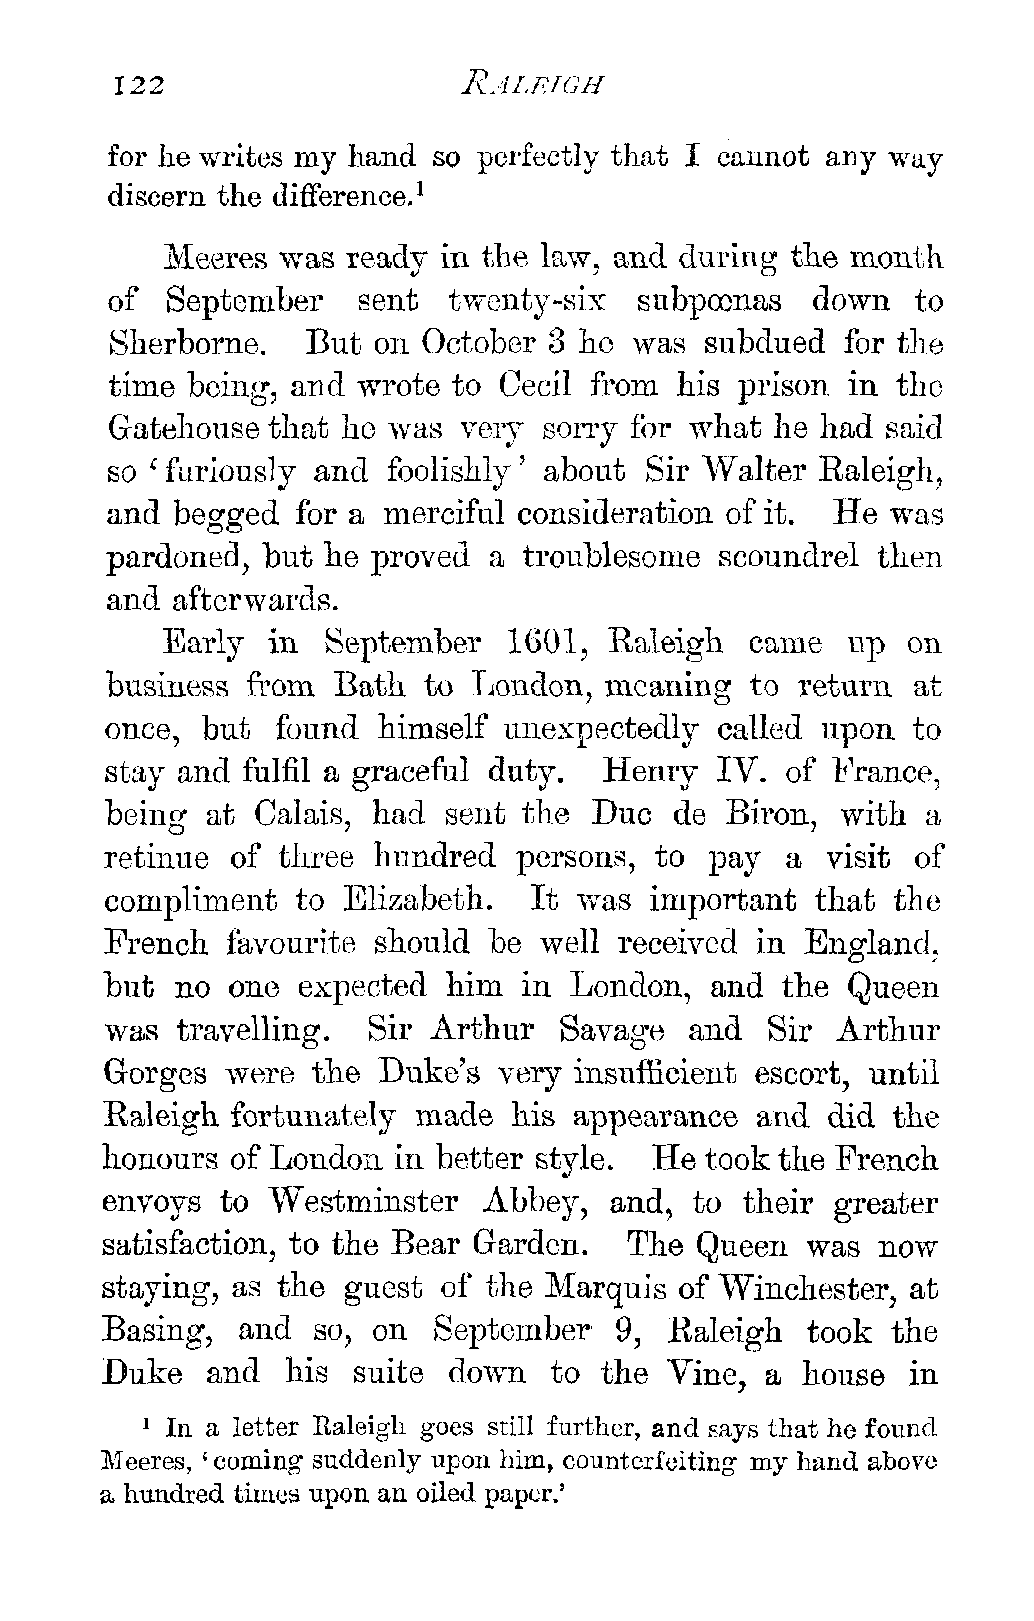 122 RALEIGH
for he writes my hand so perfectly that I cannot any way
discern the difference.¹
Meeres was ready in the law, and during the month
of September sent twenty-six subpœnas down to
Sherborne. But on October 3 he was subdued for the
time being, and wrote to Cecil from his prison in the
Gatehouse that he was very sorry for what he had said
so ‘furiously and foolishly’ about Sir Walter Raleigh,
and begged for a merciful consideration of it. He was
pardoned, but he proved a troublesome scoundrel then
and afterwards.
Early in September 1601, Raleigh came up on
business from Bath to London, meaning to return at
once, but found himself unexpectedly called upon to
stay and fulfil a graceful duty. Henry IV. of France,
being at Calais, had sent the Duc de Biron, with a
retinue of three hundred persons, to pay a visit of
compliment to Elizabeth. It was important that the
French favourite should be well received in England,
but no one expected him in London, and the Queen
was travelling. Sir Arthur Savage and Sir Arthur
Gorges were the Duke's very insufficient escort, until
Raleigh fortunately made his appearance and did the
honours of London in better style. He took the French
envoys to Westminster Abbey, and, to their greater
satisfaction, to the Bear Garden. The Queen was now
staying, as the guest of the Marquis of Winchester, at
Basing, and so, on September 9, Raleigh took the
Duke and his suite down to the Vine, a house in
¹ In a letter Raleigh goes still further, and says that he found
Meeres, ‘coming suddenly upon him, counterfeiting my hand above
a hundred times upon an oiled paper.’